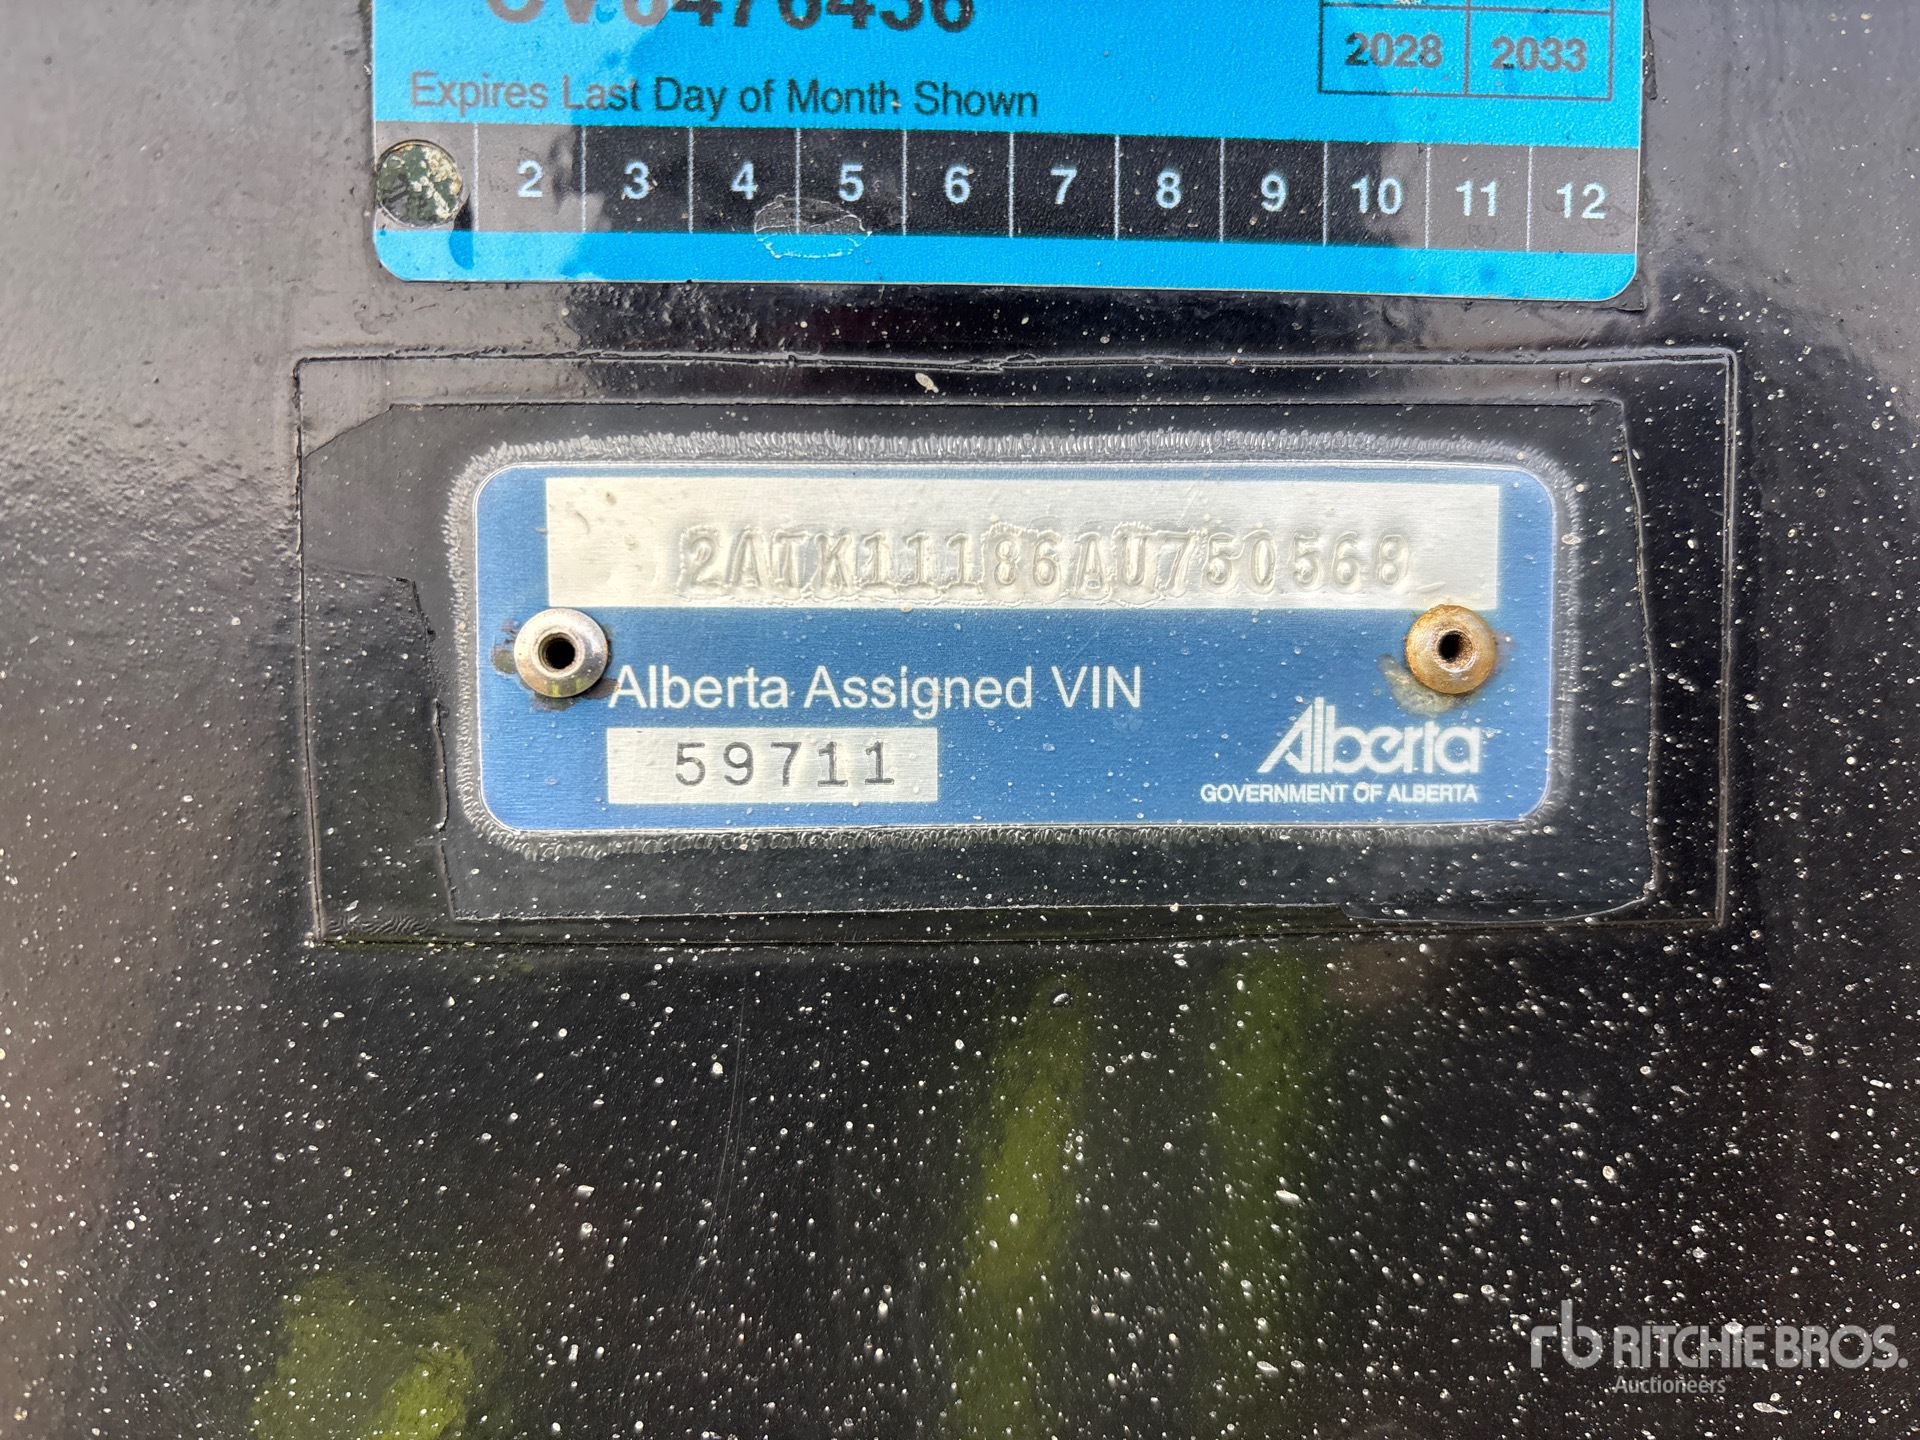 2028 2033
Expires Last Day of Month Shown
2 3 4 5 6 7 8 9 10 11 12
2ATK11186AU750568
Alberta Assigned VIN
59711
Alberta
GOVERNMENT OF ALBERTA
rb RITCHIE BROS.
Auctioneers